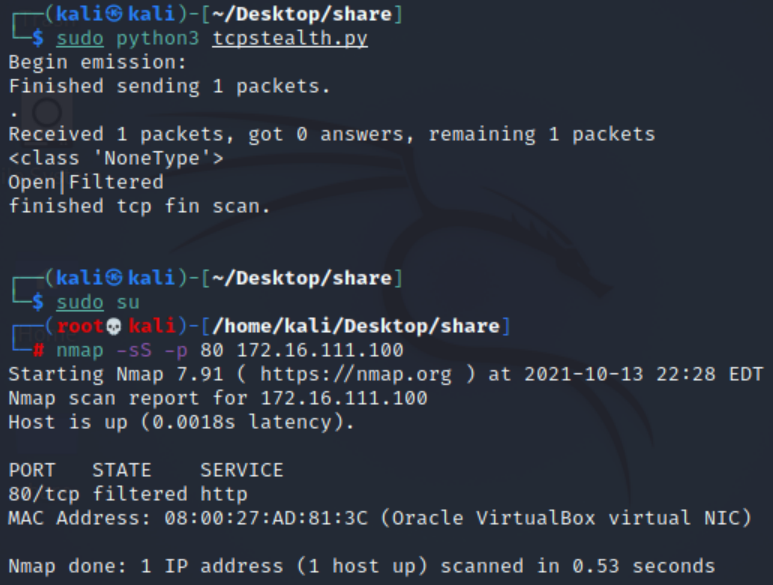 ┌──(kali㉿kali)-[~/Desktop/share]
└─$ sudo python3 tcpstealth.py
Begin emission:
Finished sending 1 packets.
.
Received 1 packets, got 0 answers, remaining 1 packets
<class 'NoneType'>
Open|Filtered
finished tcp fin scan.
┌──(kali㉿kali)-[~/Desktop/share]
└─$ sudo su
┌──(root💀kali)-[/home/kali/Desktop/share]
└─# nmap -sS -p 80 172.16.111.100
Starting Nmap 7.91 ( https://nmap.org ) at 2021-10-13 22:28 EDT
Nmap scan report for 172.16.111.100
Host is up (0.0018s latency).
PORT   STATE    SERVICE
80/tcp filtered http
MAC Address: 08:00:27:AD:81:3C (Oracle VirtualBox virtual NIC)
Nmap done: 1 IP address (1 host up) scanned in 0.53 seconds